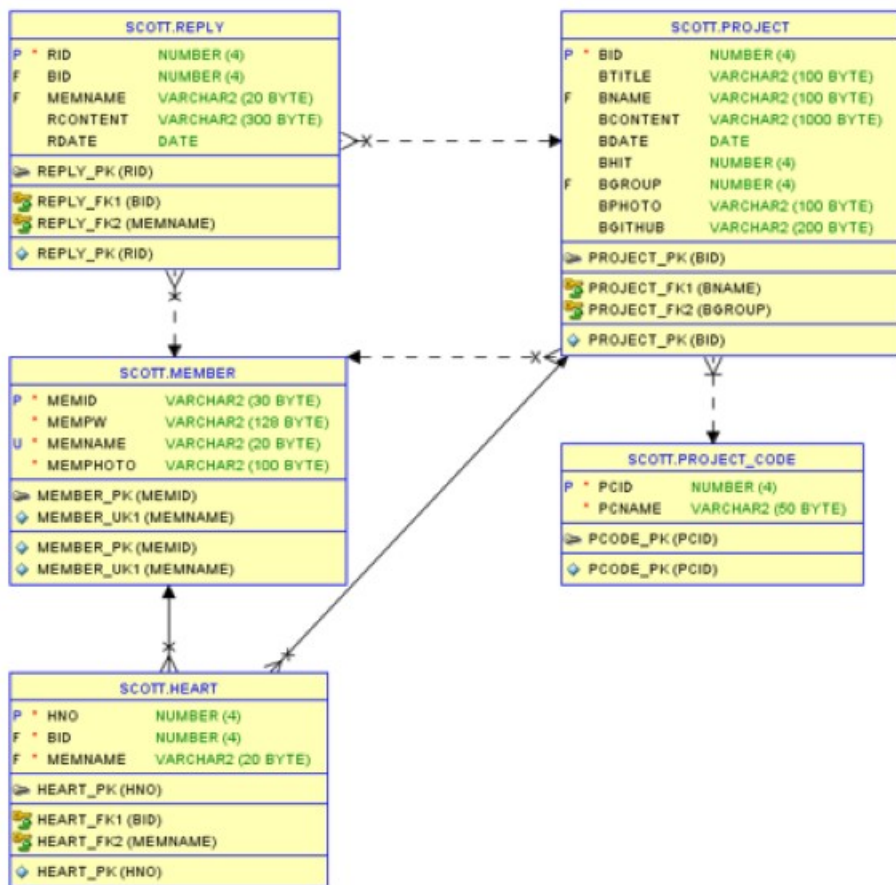 SCOTT.REPLY
P * RID NUMBER (4)
F BID NUMBER (4)
F MEMNAME VARCHAR2 (20 BYTE)
RCONTENT VARCHAR2 (300 BYTE)
RDATE DATE
REPLY_PK (RID)
REPLY_FK1 (BID)
REPLY_FK2 (MEMNAME)
REPLY_PK (RID)
SCOTT.PROJECT
P * BID NUMBER (4)
BTITLE VARCHAR2 (100 BYTE)
F BNAME VARCHAR2 (100 BYTE)
BCONTENT VARCHAR2 (1000 BYTE)
BDATE DATE
BHIT NUMBER (4)
F BGROUP NUMBER (4)
BPHOTO VARCHAR2 (100 BYTE)
BGITHUB VARCHAR2 (200 BYTE)
PROJECT_PK (BID)
PROJECT_FK1 (BNAME)
PROJECT_FK2 (BGROUP)
PROJECT_PK (BID)
SCOTT.MEMBER
P * MEMID VARCHAR2 (30 BYTE)
* MEMPW VARCHAR2 (128 BYTE)
U * MEMNAME VARCHAR2 (20 BYTE)
* MEMPHOTO VARCHAR2 (100 BYTE)
MEMBER_PK (MEMID)
MEMBER_UK1 (MEMNAME)
MEMBER_PK (MEMID)
MEMBER_UK1 (MEMNAME)
SCOTT.PROJECT_CODE
P * PCID NUMBER (4)
* PCNAME VARCHAR2 (50 BYTE)
PCODE_PK (PCID)
PCODE_PK (PCID)
SCOTT.HEART
P * HNO NUMBER (4)
F * BID NUMBER (4)
F * MEMNAME VARCHAR2 (20 BYTE)
HEART_PK (HNO)
HEART_FK1 (BID)
HEART_FK2 (MEMNAME)
HEART_PK (HNO)